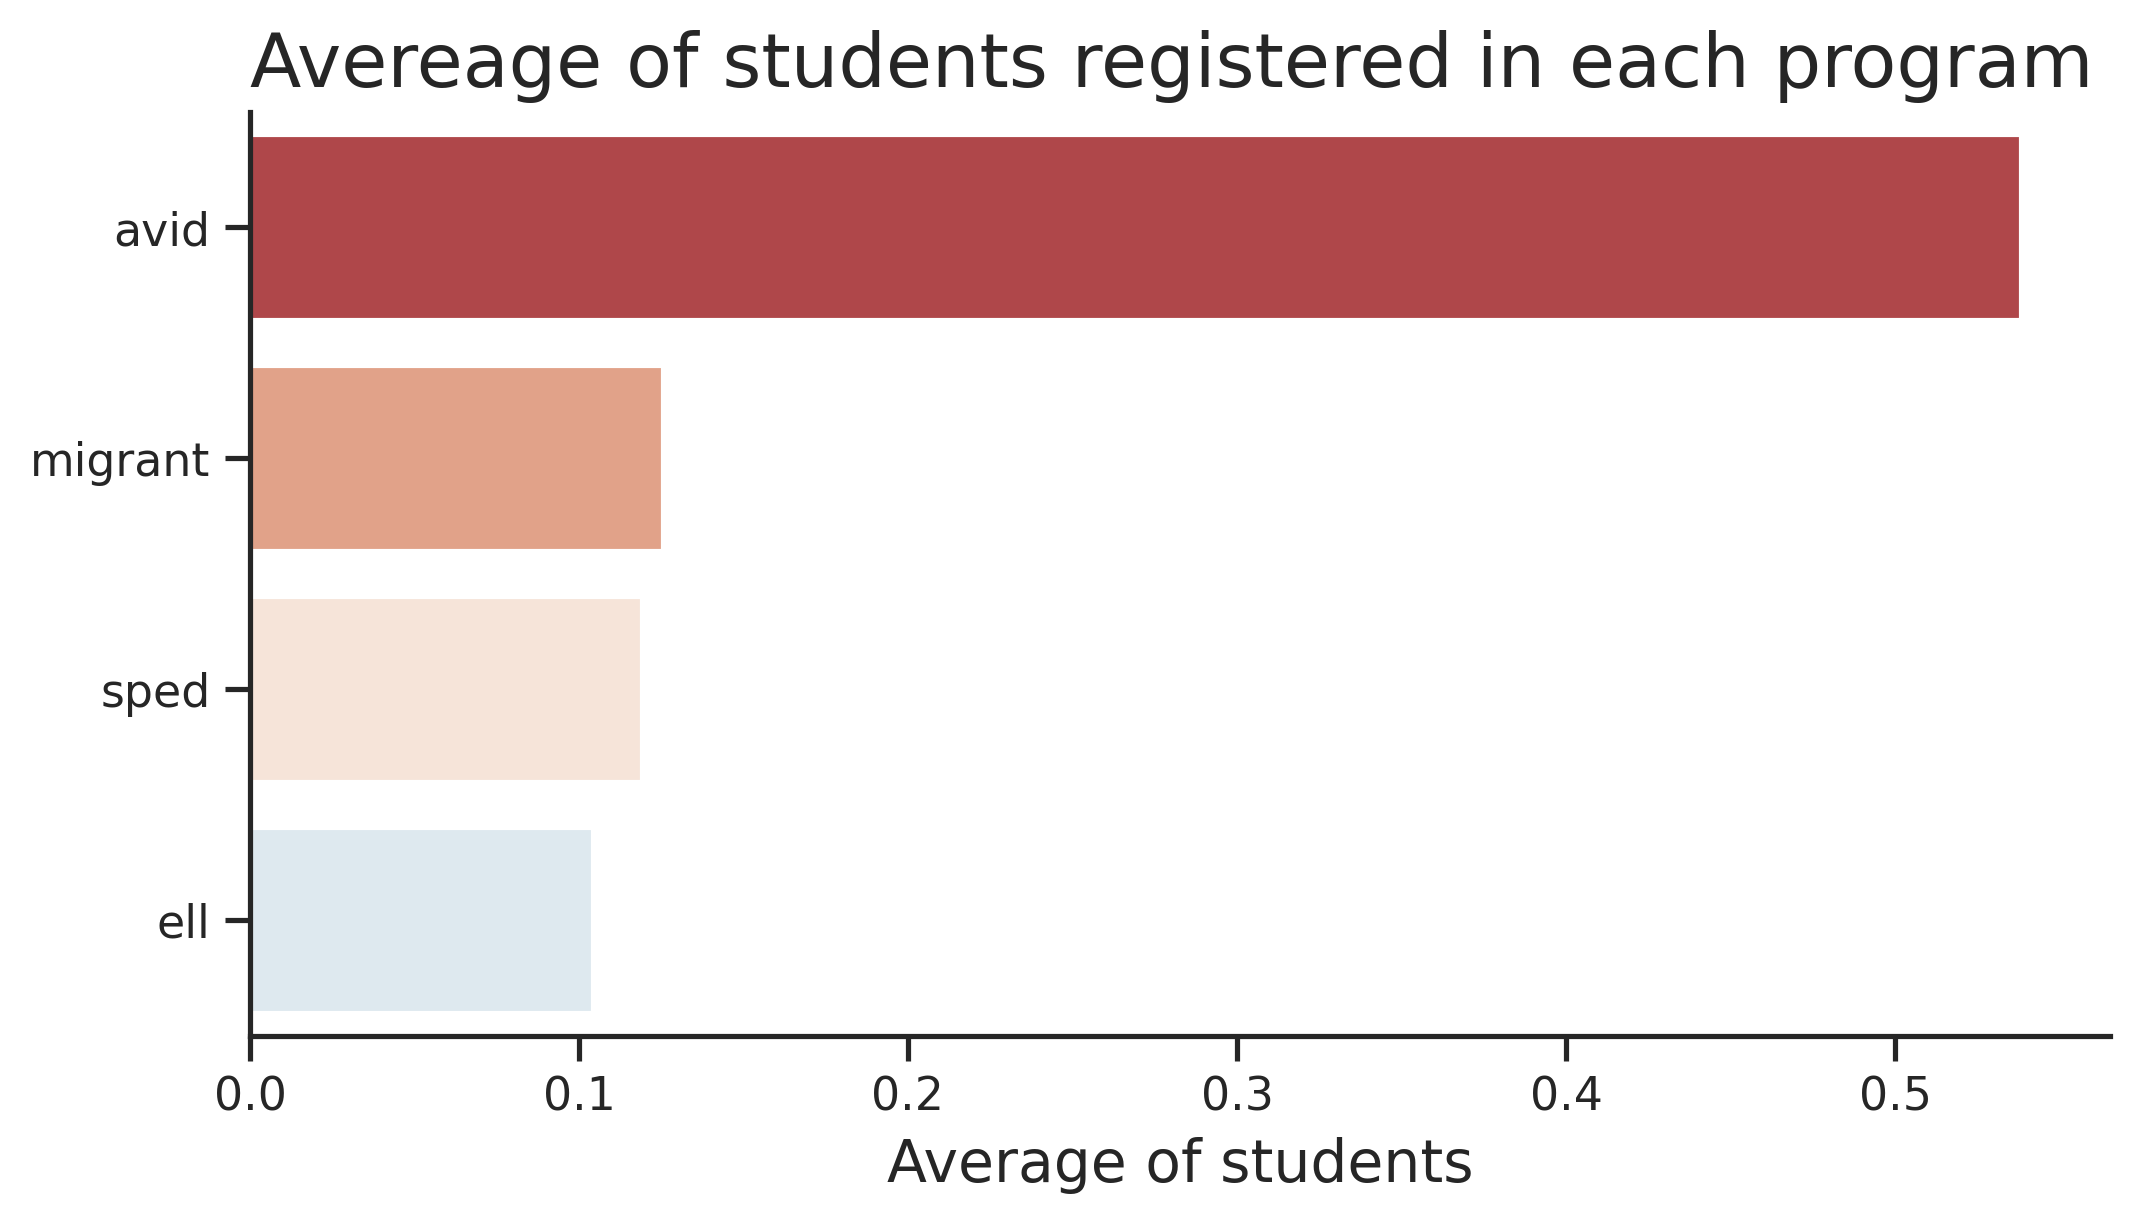 Avereage of students registered in each program
avid
migrant
sped
ell
0.0 0.1 0.2 0.3 0.4 0.5
Average of students